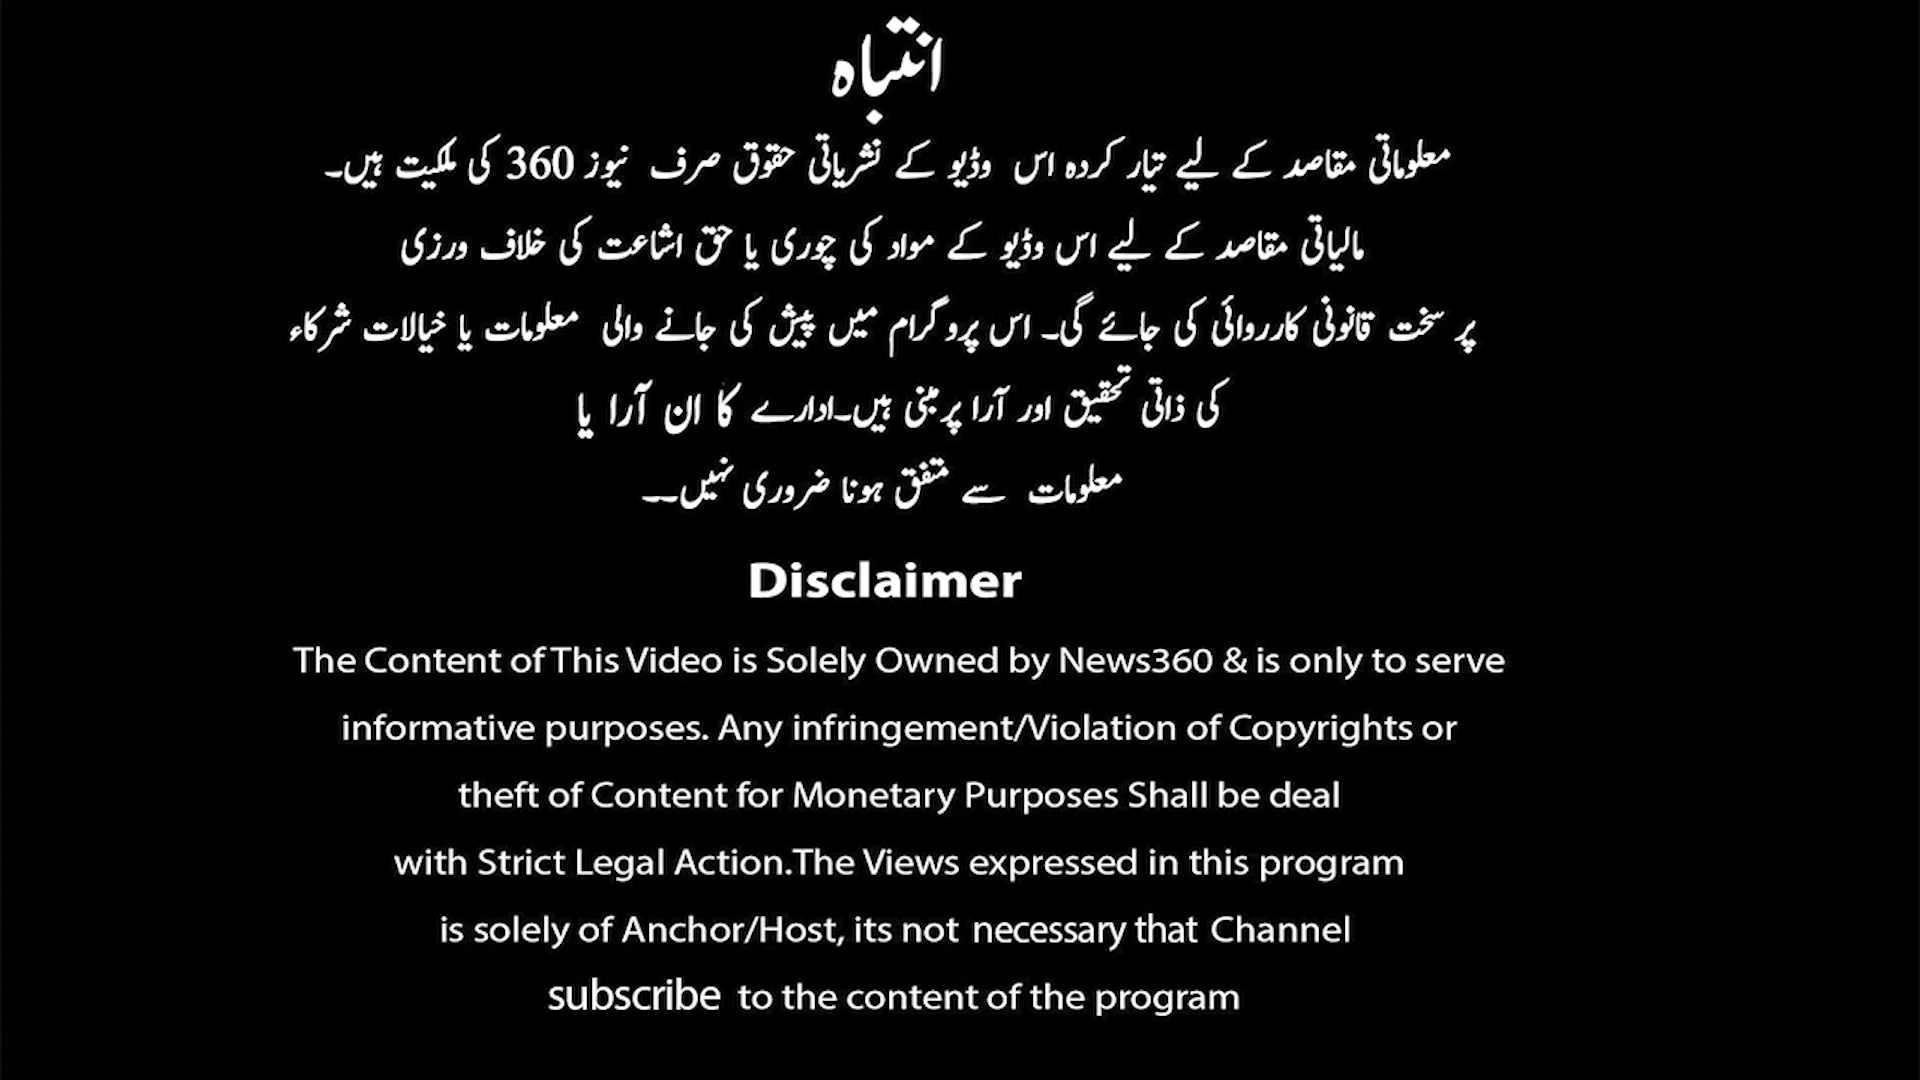 انتباہ
معلوماتی مقاصد کے لیے تیار کردہ اس وڈیو کے نشریاتی حقوق صرف نیوز 360 کی ملکیت ہیں۔
مالیاتی مقاصد کے لیے اس وڈیو کے مواد کی چوری یا حق اشاعت کی خلاف ورزی
پر سخت قانونی کارروائی کی جائے گی۔ اس پروگرام میں پیش کی جانے والی معلومات یا خیالات شرکاء
کی ذاتی تحقیق اور آرا پر مبنی ہیں۔ادارے کا ان آرا یا
معلومات سے متفق ہونا ضروری نہیں۔۔
Disclaimer
The Content of This Video is Solely Owned by News360 & is only to serve
informative purposes. Any infringement/Violation of Copyrights or
theft of Content for Monetary Purposes Shall be deal
with Strict Legal Action.The Views expressed in this program
is solely of Anchor/Host, its not necessary that Channel
subscribe to the content of the program